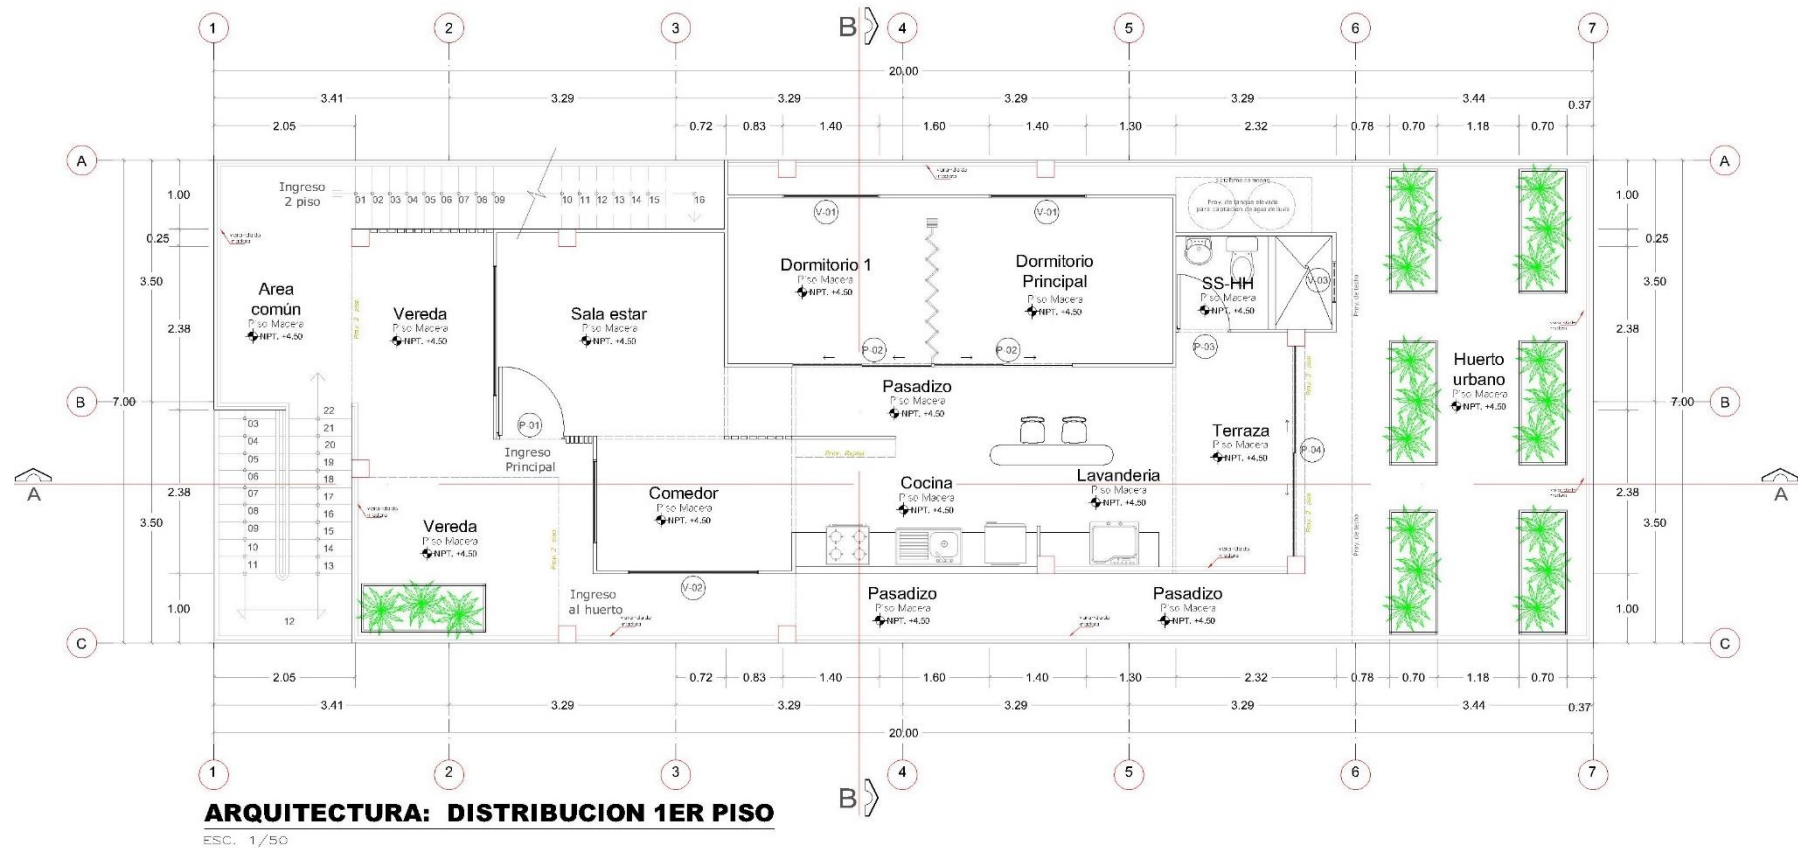 1 2 3 B 4 5 6 7
20.00
3.41 3.29 3.29 3.29 3.29 3.44 0.37
2.05 0.72 0.83 1.40 1.60 1.40 1.30 2.32 0.78 0.70 1.18 0.70
A A
1.00 1.00
Ingreso
2 piso
01 02 03 04 05 06 07 08 09 10 11 12 13 14 15 16
V-01 V-01
0.25 0.25
3.50 3.50
Dormitorio 1
Piso Macera
NPT. +4.50
Dormitorio
Principal
Piso Macera
NPT. +4.50
SS-HH
Piso Macera
NPT. +4.50
V-03
Area
común
Piso Macera
NPT. +4.50
Vereda
Piso Macera
NPT. +4.50
Sala estar
Piso Macera
NPT. +4.50
2.38 2.38
P-02 P-02 P-03
Huerto
urbano
Piso Macera
NPT. +4.50
Pasadizo
Piso Macera
NPT. +4.50
B 7.00 7.00 B
03 04 05 06 07 08 09 10 11
22 21 20 19 18 17 16 15 14 13
12
P-01
Ingreso
Principal
Terraza
Piso Macera
NPT. +4.50
P-04
A A
2.38 2.38
3.50 3.50
Comedor
Piso Macera
NPT. +4.50
Cocina
Piso Macera
NPT. +4.50
Lavanderia
Piso Macera
NPT. +4.50
Vereda
Piso Macera
NPT. +4.50
Proy. 2 piso
Proy. de techo
V-02
Ingreso
al huerto
Pasadizo
Piso Macera
NPT. +4.50
Pasadizo
Piso Macera
NPT. +4.50
1.00 1.00
C C
2.05 0.72 0.83 1.40 1.60 1.40 1.30 2.32 0.78 0.70 1.18 0.70
3.41 3.29 3.29 3.29 3.29 3.44 0.37
20.00
1 2 3 B 4 5 6 7
ARQUITECTURA: DISTRIBUCION 1ER PISO
ESC. 1/50